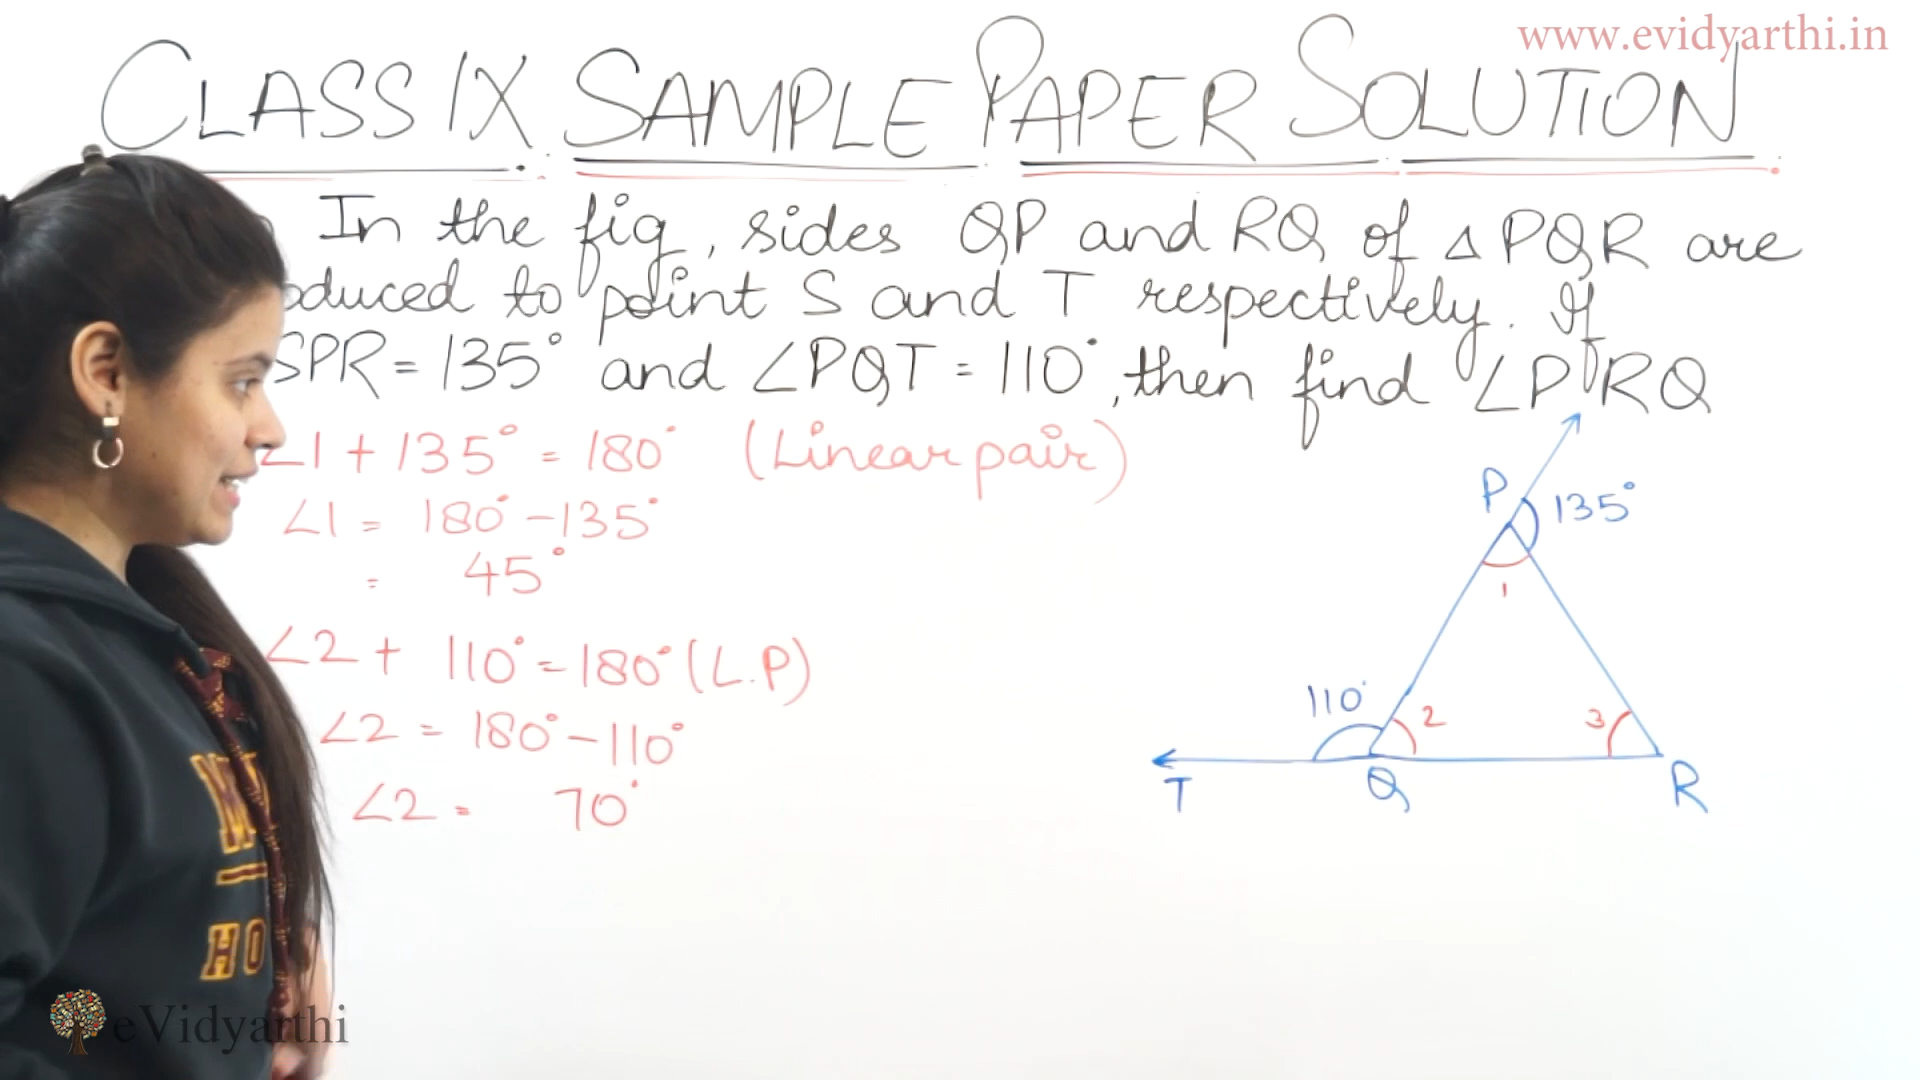 www.evidyarthi.in
CLASS IX SAMPLE PAPER SOLUTION
In the fig, sides QP and RQ of △ PQR are
oduced to point S and T respectively. If
SPR = 135° and ∠PQT = 110°, then find ∠PRQ
∠1 + 135° = 180° (Linear pair)
∠1 = 180° - 135°
= 45°
∠2 + 110° = 180° (L.P)
∠2 = 180° - 110°
∠2 = 70°
P 135°
1
110° 2 3
T Q R
HO
eVidyarthi